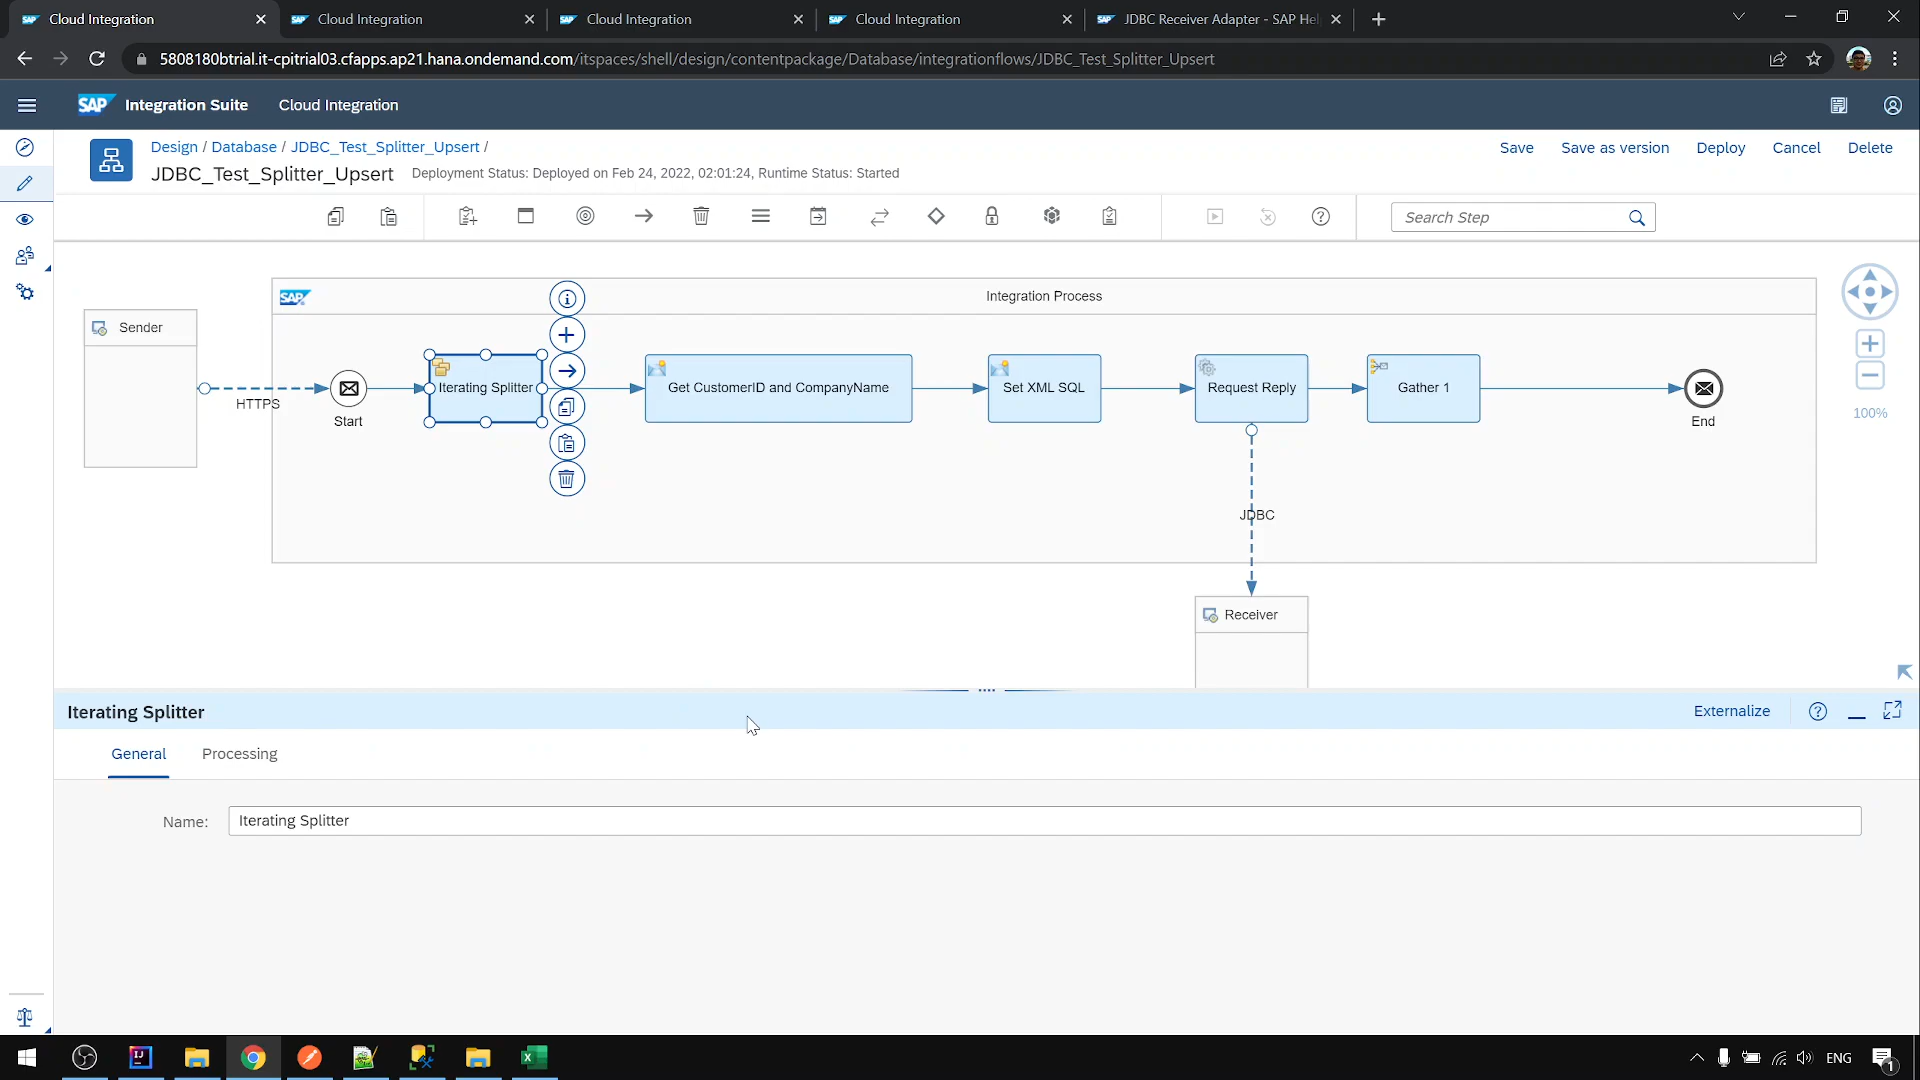 Cloud Integration
Cloud Integration
Cloud Integration
Cloud Integration
JDBC Receiver Adapter - SAP Hel
5808180btrial.it-cpitrial03.cfapps.ap21.hana.ondemand.com/itspaces/shell/design/contentpackage/Database/integrationflows/JDBC_Test_Splitter_Upsert
SAP Integration Suite Cloud Integration
Design / Database / JDBC_Test_Splitter_Upsert /
Save Save as version Deploy Cancel Delete
JDBC_Test_Splitter_Upsert Deployment Status: Deployed on Feb 24, 2022, 02:01:24, Runtime Status: Started
Search Step
SAP
Integration Process
Sender
HTTPS
Start
Iterating Splitter
Get CustomerID and CompanyName
Set XML SQL
Request Reply
Gather 1
End
100%
JDBC
Receiver
Iterating Splitter
Externalize
General Processing
Name: Iterating Splitter
ENG
1